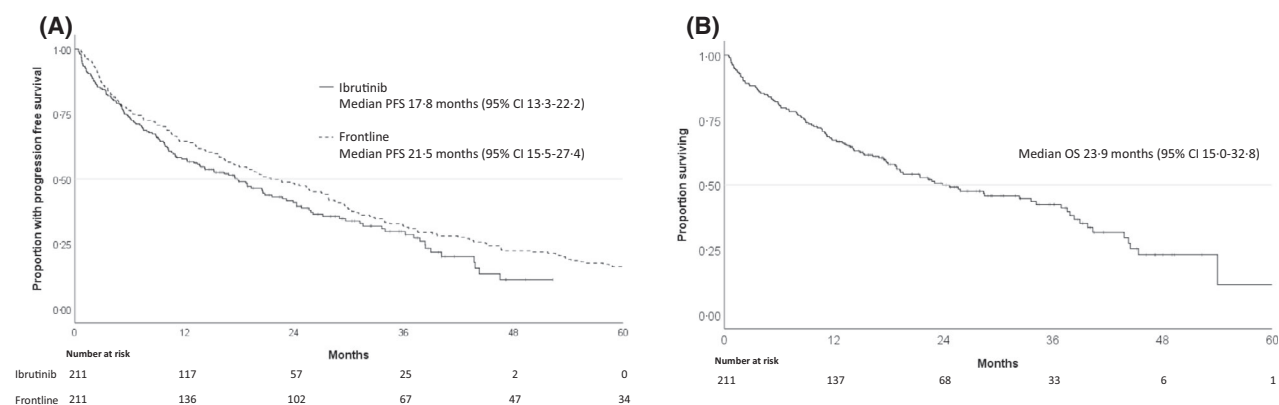 (A)
1·00
0·75
0·50
0·25
0·00
Proportion with progression free survival
Ibrutinib
Median PFS 17·8 months (95% CI 13·3-22·2)
Frontline
Median PFS 21·5 months (95% CI 15·5-27·4)
0 12 24 36 48 60
Months
Number at risk
Ibrutinib 211 117 57 25 2 0
Frontline 211 136 102 67 47 34
(B)
1·00
0·75
0·50
0·25
0·00
Proportion surviving
Median OS 23·9 months (95% CI 15·0-32·8)
0 12 24 36 48 60
Months
Number at risk
211 137 68 33 6 1